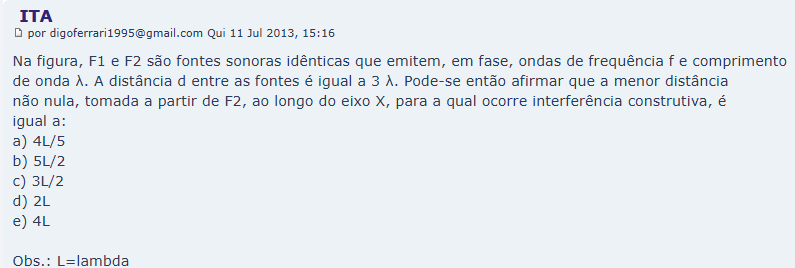 ITA
por digoferrari1995@gmail.com Qui 11 Jul 2013, 15:16
Na figura, F1 e F2 são fontes sonoras idênticas que emitem, em fase, ondas de frequência f e comprimento
de onda λ. A distância d entre as fontes é igual a 3 λ. Pode-se então afirmar que a menor distância
não nula, tomada a partir de F2, ao longo do eixo X, para a qual ocorre interferência construtiva, é
igual a:
a) 4L/5
b) 5L/2
c) 3L/2
d) 2L
e) 4L
Obs.: L=lambda